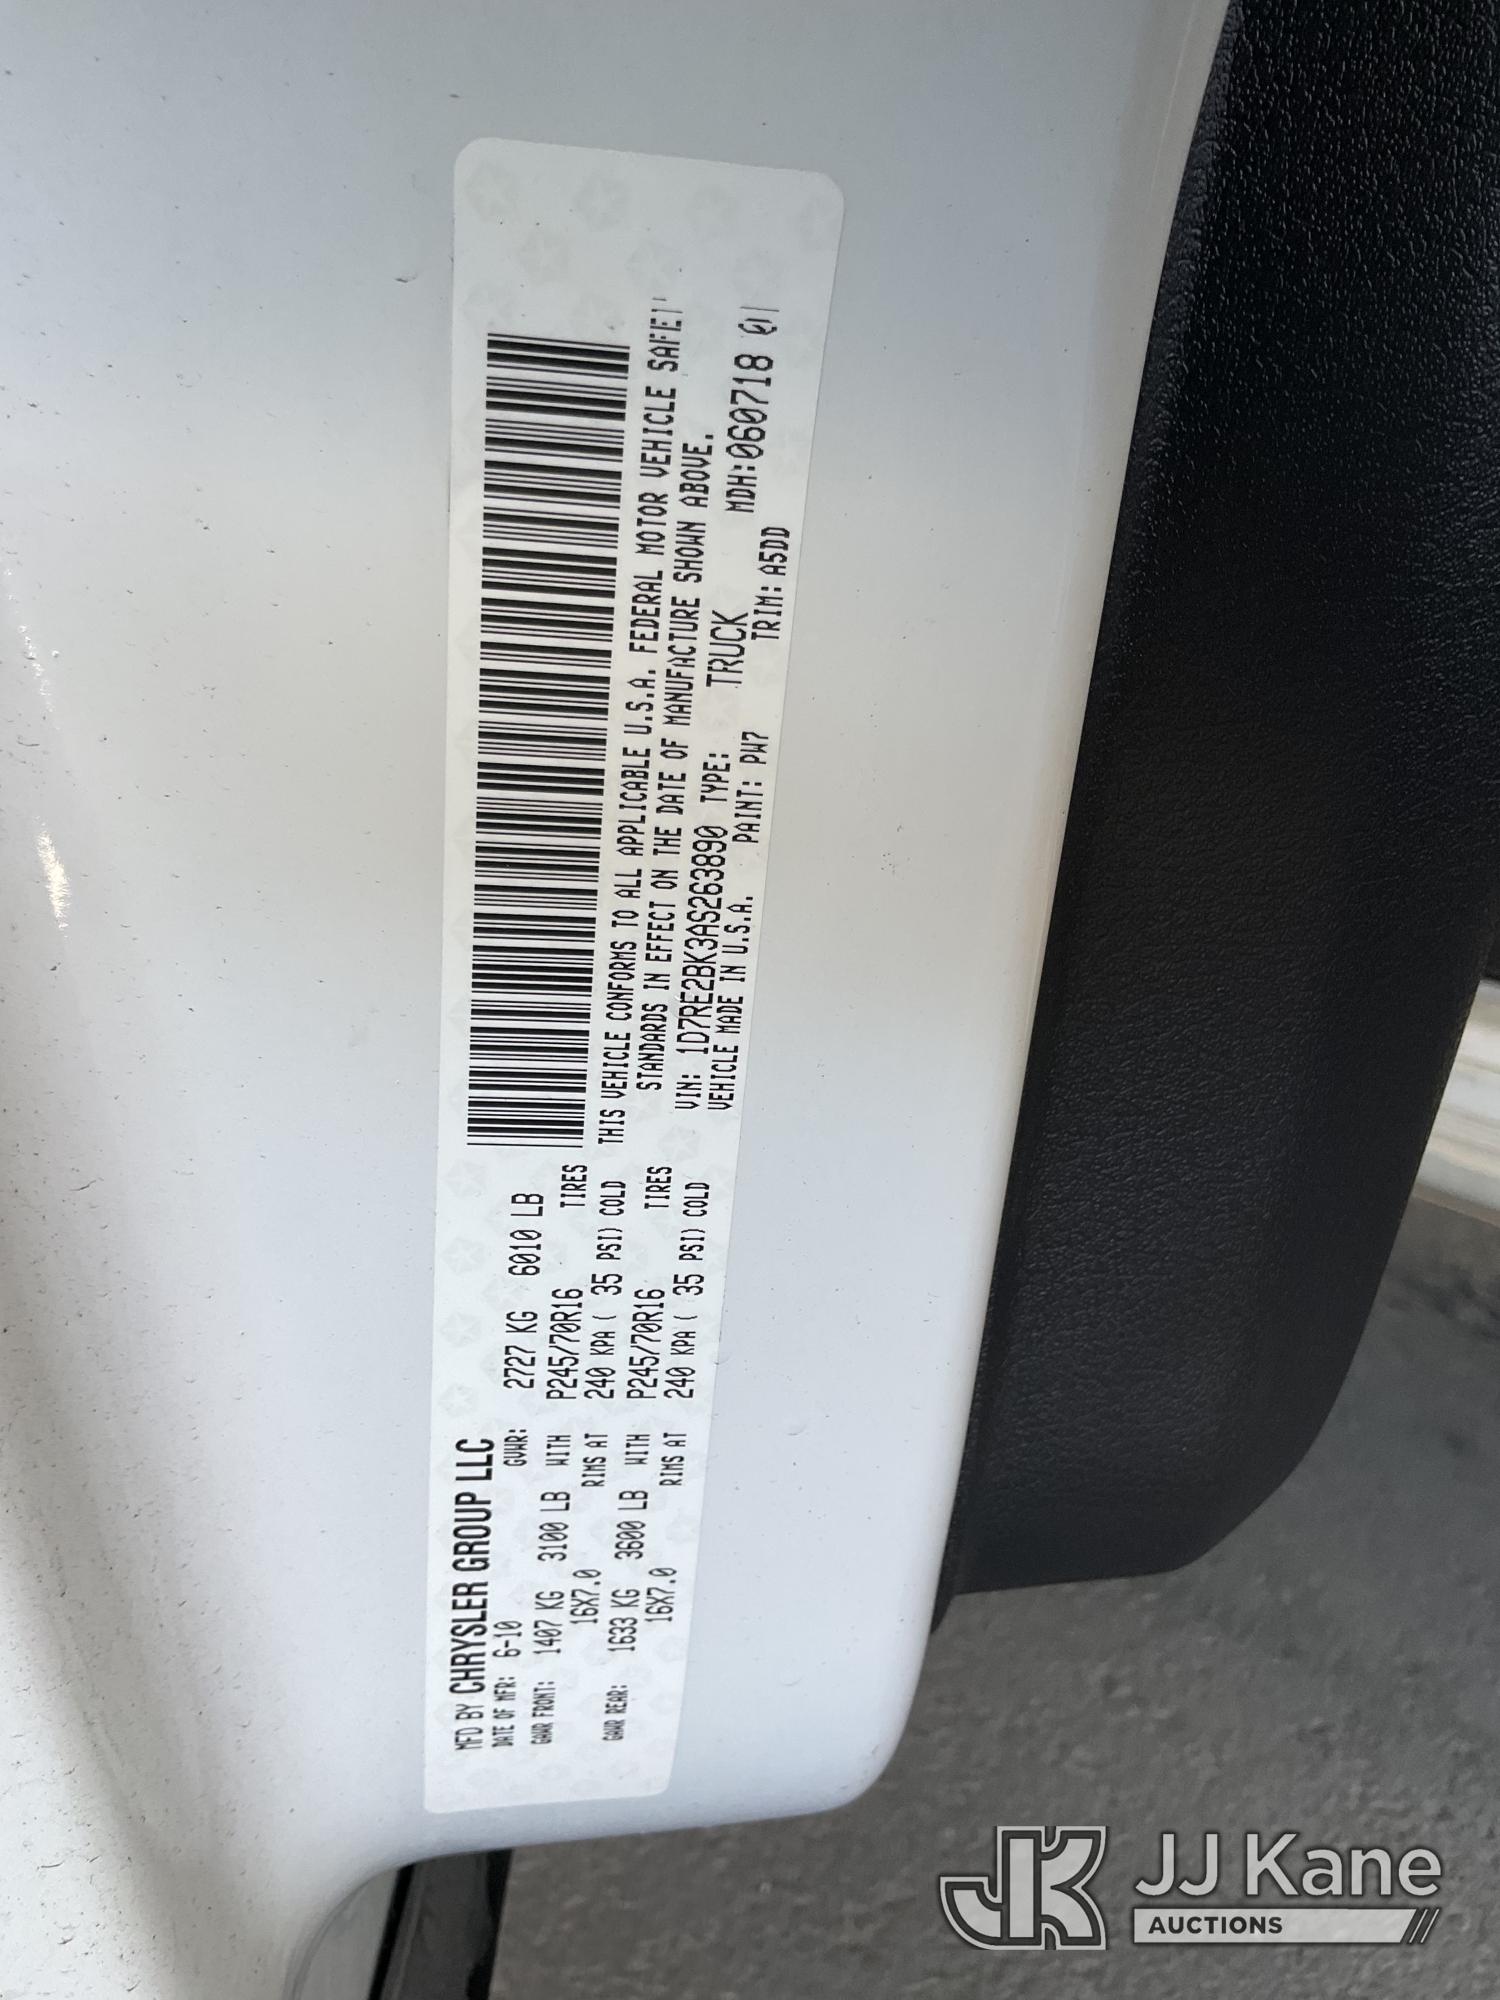 MFD BY CHRYSLER GROUP LLC
DATE OF MFR: 6-10 GVWR: 2727 KG 6010 LB
GAWR FRONT: 1407 KG 3100 LB WITH P245/70R16 TIRES
16X7.0 RIMS AT 240 KPA ( 35 PSI) COLD
GAWR REAR: 1633 KG 3600 LB WITH P245/70R16 TIRES
16X7.0 RIMS AT 240 KPA ( 35 PSI) COLD
THIS VEHICLE CONFORMS TO ALL APPLICABLE U.S.A. FEDERAL MOTOR VEHICLE
STANDARDS IN EFFECT ON THE DATE OF MANUFACTURE SHOWN ABOVE.
VIN: 1D7RE2BK3AS263890 TYPE: TRUCK MDH:060718
VEHICLE MADE IN U.S.A. PAINT: PW7 TRIM: A5DD
JK JJ Kane
AUCTIONS